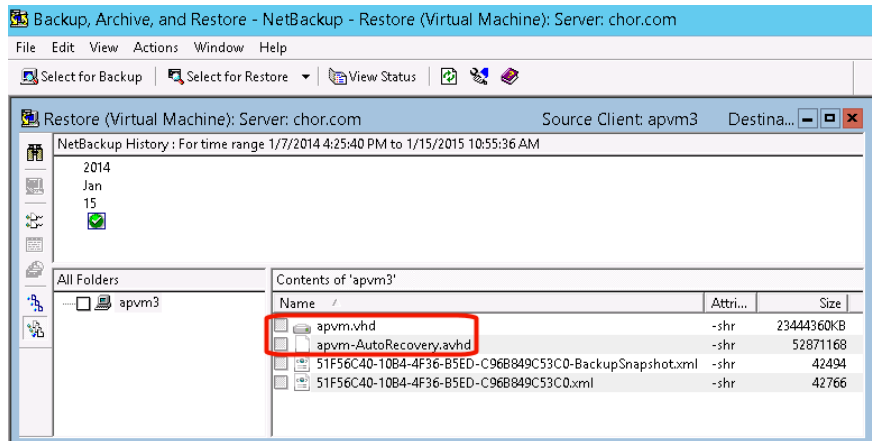 Backup, Archive, and Restore - NetBackup - Restore (Virtual Machine): Server: chor.com
File Edit View Actions Window Help
Select for Backup Select for Restore View Status
Restore (Virtual Machine): Server: chor.com Source Client: apvm3 Destina...
NetBackup History : For time range 1/7/2014 4:25:40 PM to 1/15/2015 10:55:36 AM
2014
Jan
15
All Folders
apvm3
Contents of 'apvm3'
Name Attri... Size
apvm.vhd -shr 23444360KB
apvm-AutoRecovery.avhd -shr 52871168
51F56C40-10B4-4F36-B5ED-C96B849C53C0-BackupSnapshot.xml -shr 42494
51F56C40-10B4-4F36-B5ED-C96B849C53C0.xml -shr 42766